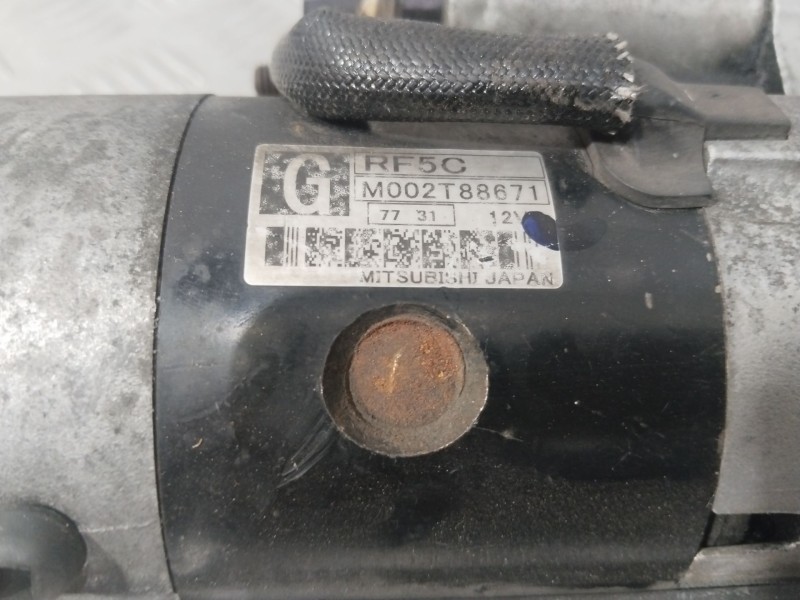 G
RF5C
M002T88671
77 31 12V
MITSUBISHI JAPAN